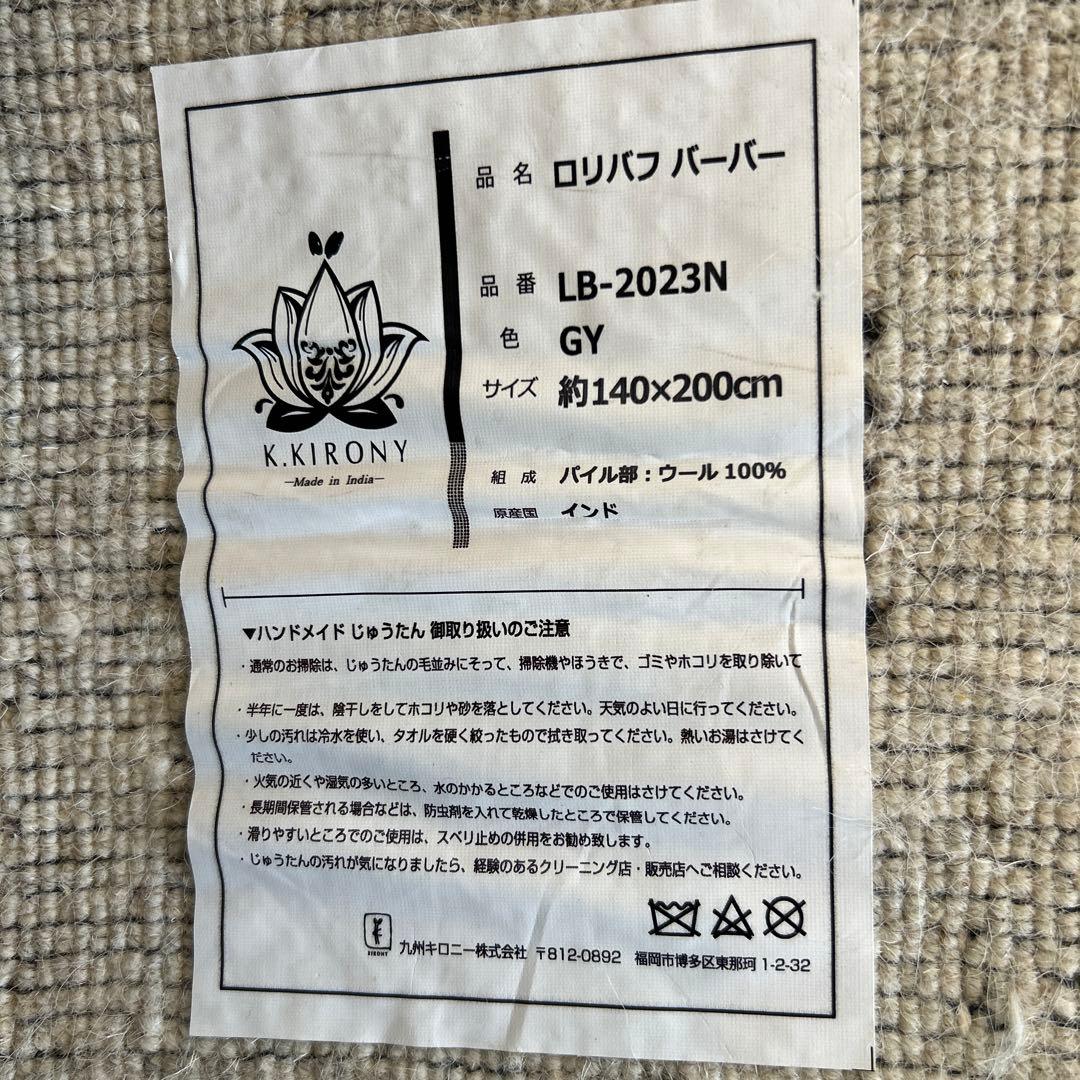 品名 ロリバフ バーバー
品番 LB-2023N
色 GY
サイズ 約140×200cm
組成 パイル部：ウール 100%
原産国 インド
K.KIRONY
Made in India
▼ハンドメイド じゅうたん 御取り扱いのご注意
・通常のお掃除は、じゅうたんの毛並みにそって、掃除機やほうきで、ゴミやホコリを取り除いて
・半年に一度は、陰干しをしてホコリや砂を落としてください。天気のよい日に行ってください。
・少しの汚れは冷水を使い、タオルを硬く絞ったもので拭き取ってください。熱いお湯はさけてく
ださい。
・火気の近くや湿気の多いところ、水のかかるところなどでのご使用はさけてください。
・長期間保管される場合などは、防虫剤を入れて乾燥したところで保管してください。
・滑りやすいところでのご使用は、スベリ止めの併用をお勧め致します。
・じゅうたんの汚れが気になりましたら、経験のあるクリーニング店・販売店へご相談ください。
KIRONY
九州キロニー株式会社 〒812-0892 福岡市博多区東那珂 1-2-32